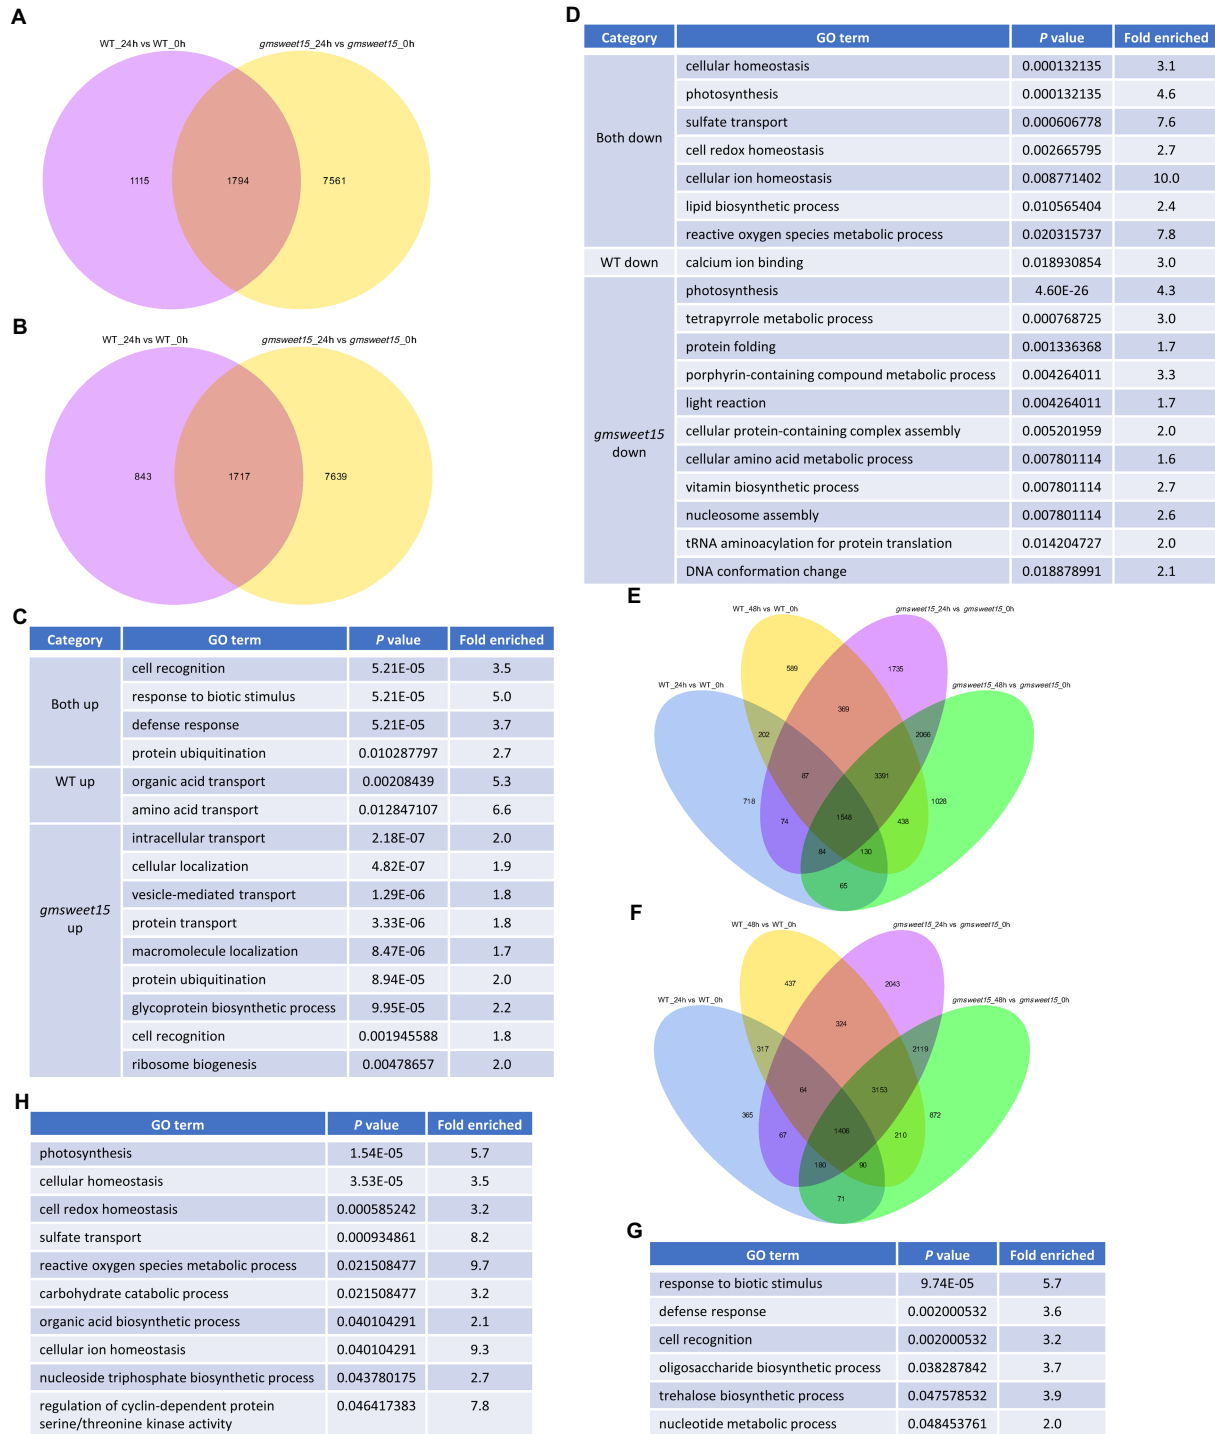 A
WT_24h vs WT_0h
gmsweet15_24h vs gmsweet15_0h
1115
1794
7561
B
WT_24h vs WT_0h
gmsweet15_24h vs gmsweet15_0h
843
1717
7639
C
Category GO term P value Fold enriched
Both up
cell recognition 5.21E-05 3.5
response to biotic stimulus 5.21E-05 5.0
defense response 5.21E-05 3.7
protein ubiquitination 0.010287797 2.7
WT up
organic acid transport 0.00208439 5.3
amino acid transport 0.012847107 6.6
gmsweet15
up
intracellular transport 2.18E-07 2.0
cellular localization 4.82E-07 1.9
vesicle-mediated transport 1.29E-06 1.8
protein transport 3.33E-06 1.8
macromolecule localization 8.47E-06 1.7
protein ubiquitination 8.94E-05 2.0
glycoprotein biosynthetic process 9.95E-05 2.2
cell recognition 0.001945588 1.8
ribosome biogenesis 0.00478657 2.0
D
Category GO term P value Fold enriched
Both down
cellular homeostasis 0.000132135 3.1
photosynthesis 0.000132135 4.6
sulfate transport 0.000606778 7.6
cell redox homeostasis 0.002665795 2.7
cellular ion homeostasis 0.008771402 10.0
lipid biosynthetic process 0.010565404 2.4
reactive oxygen species metabolic process 0.020315737 7.8
WT down calcium ion binding 0.018930854 3.0
gmsweet15
down
photosynthesis 4.60E-26 4.3
tetrapyrrole metabolic process 0.000768725 3.0
protein folding 0.001336368 1.7
porphyrin-containing compound metabolic process 0.004264011 3.3
light reaction 0.004264011 1.7
cellular protein-containing complex assembly 0.005201959 2.0
cellular amino acid metabolic process 0.007801114 1.6
vitamin biosynthetic process 0.007801114 2.7
nucleosome assembly 0.007801114 2.6
tRNA aminoacylation for protein translation 0.014204727 2.0
DNA conformation change 0.018878991 2.1
E
WT_48h vs WT_0h
gmsweet15_24h vs gmsweet15_0h
WT_24h vs WT_0h
gmsweet15_48h vs gmsweet15_0h
589
1735
369
202
2066
87
3391
718
1028
74
1548
438
84
130
65
F
WT_48h vs WT_0h
gmsweet15_24h vs gmsweet15_0h
WT_24h vs WT_0h
gmsweet15_48h vs gmsweet15_0h
437
2043
324
317
2119
64
3153
365
872
67
1406
210
180
90
71
G
GO term P value Fold enriched
response to biotic stimulus 9.74E-05 5.7
defense response 0.002000532 3.6
cell recognition 0.002000532 3.2
oligosaccharide biosynthetic process 0.038287842 3.7
trehalose biosynthetic process 0.047578532 3.9
nucleotide metabolic process 0.048453761 2.0
H
GO term P value Fold enriched
photosynthesis 1.54E-05 5.7
cellular homeostasis 3.53E-05 3.5
cell redox homeostasis 0.000585242 3.2
sulfate transport 0.000934861 8.2
reactive oxygen species metabolic process 0.021508477 9.7
carbohydrate catabolic process 0.021508477 3.2
organic acid biosynthetic process 0.040104291 2.1
cellular ion homeostasis 0.040104291 9.3
nucleoside triphosphate biosynthetic process 0.043780175 2.7
regulation of cyclin-dependent protein 0.046417383 7.8
serine/threonine kinase activity